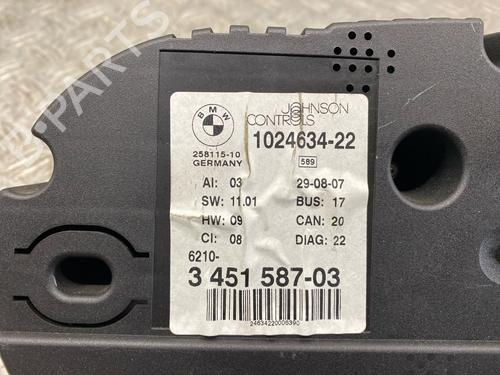 BMW
JOHNSON
CONTROLS
258115-10
GERMANY
1024634-22
589
AI: 03 29-08-07
SW: 11.01 BUS: 17
HW: 09 CAN: 20
CI: 08 DIAG: 22
6210-
3 451 587-03
24634220006390
B-PARTS